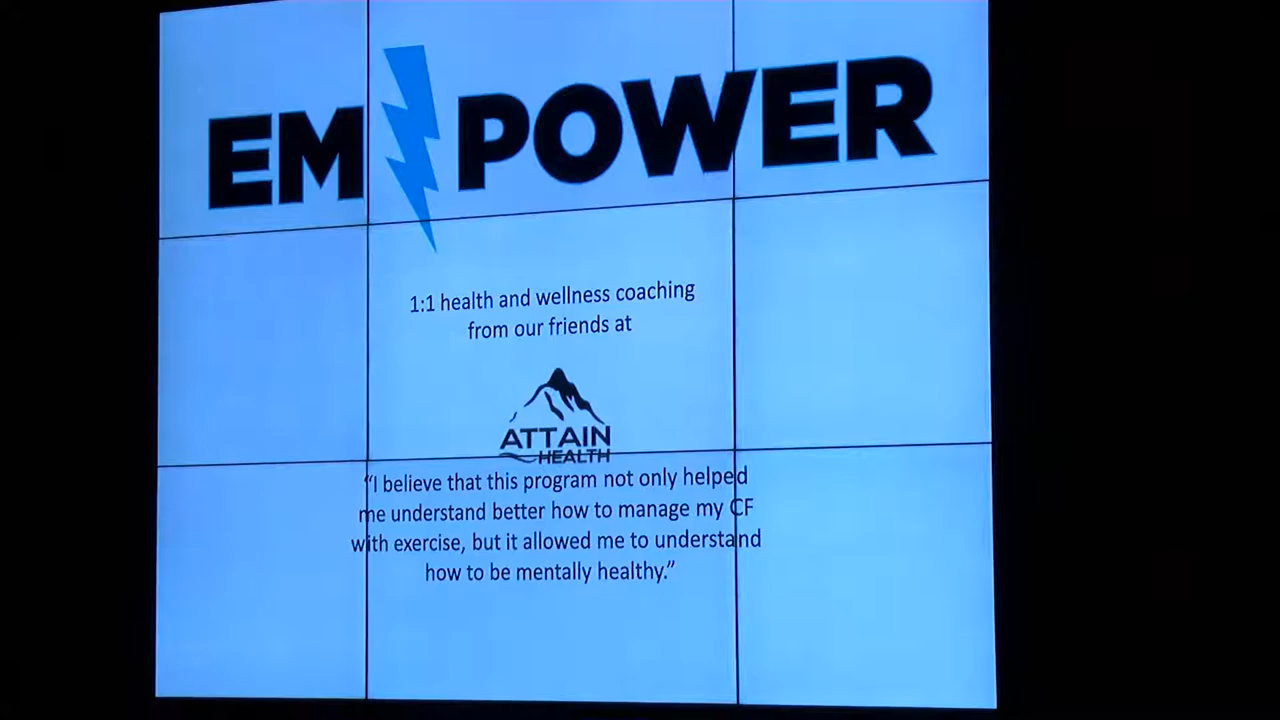 EMPOWER
1:1 health and wellness coaching
from our friends at
ATTAIN
HEALTH
“I believe that this program not only helped
me understand better how to manage my CF
with exercise, but it allowed me to understand
how to be mentally healthy.”